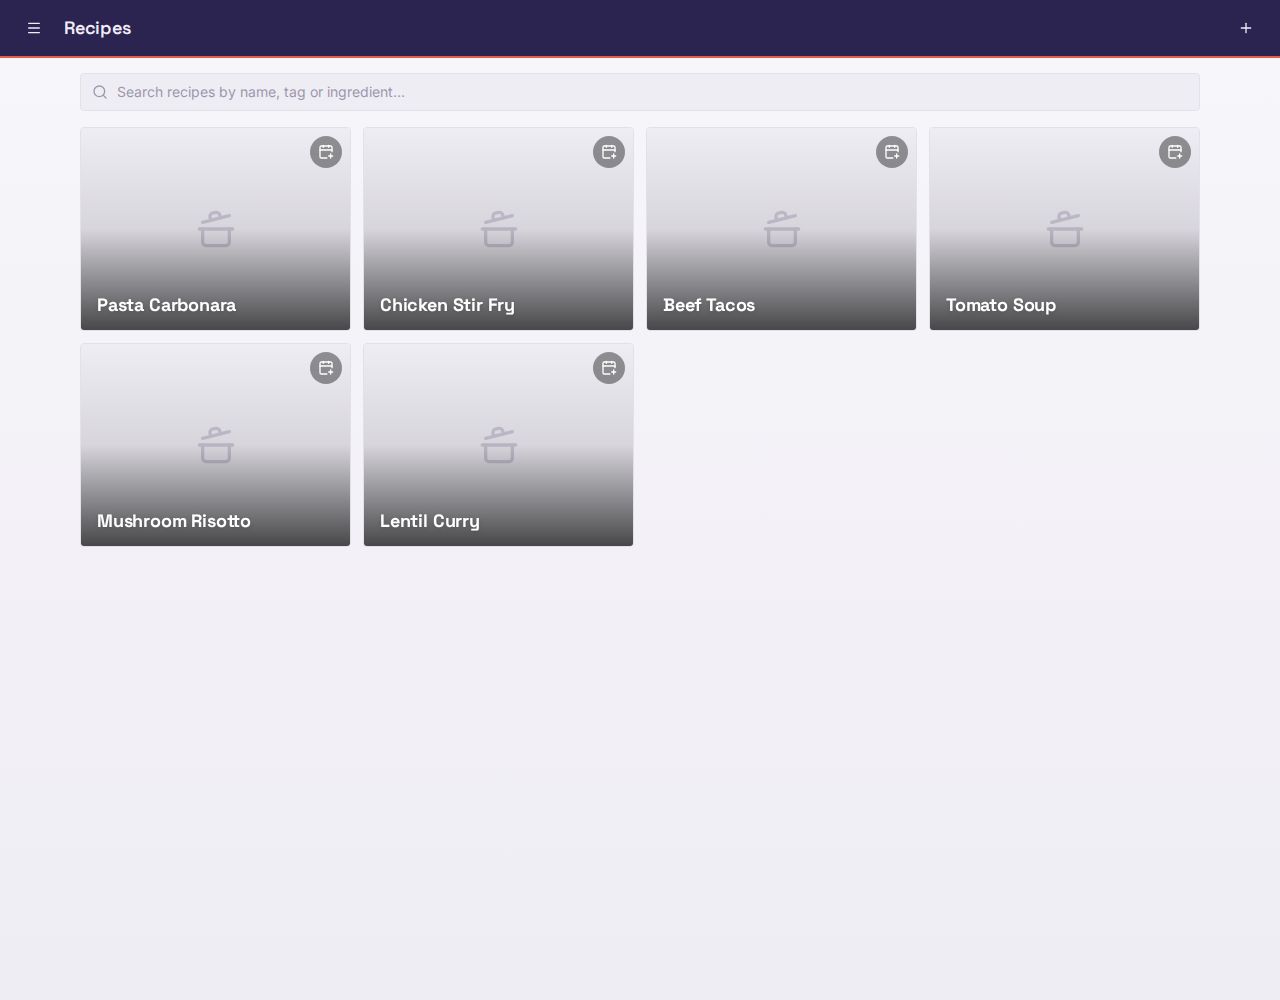 Recipes
Search recipes by name, tag or ingredient...
Pasta Carbonara
Chicken Stir Fry
Beef Tacos
Tomato Soup
Mushroom Risotto
Lentil Curry